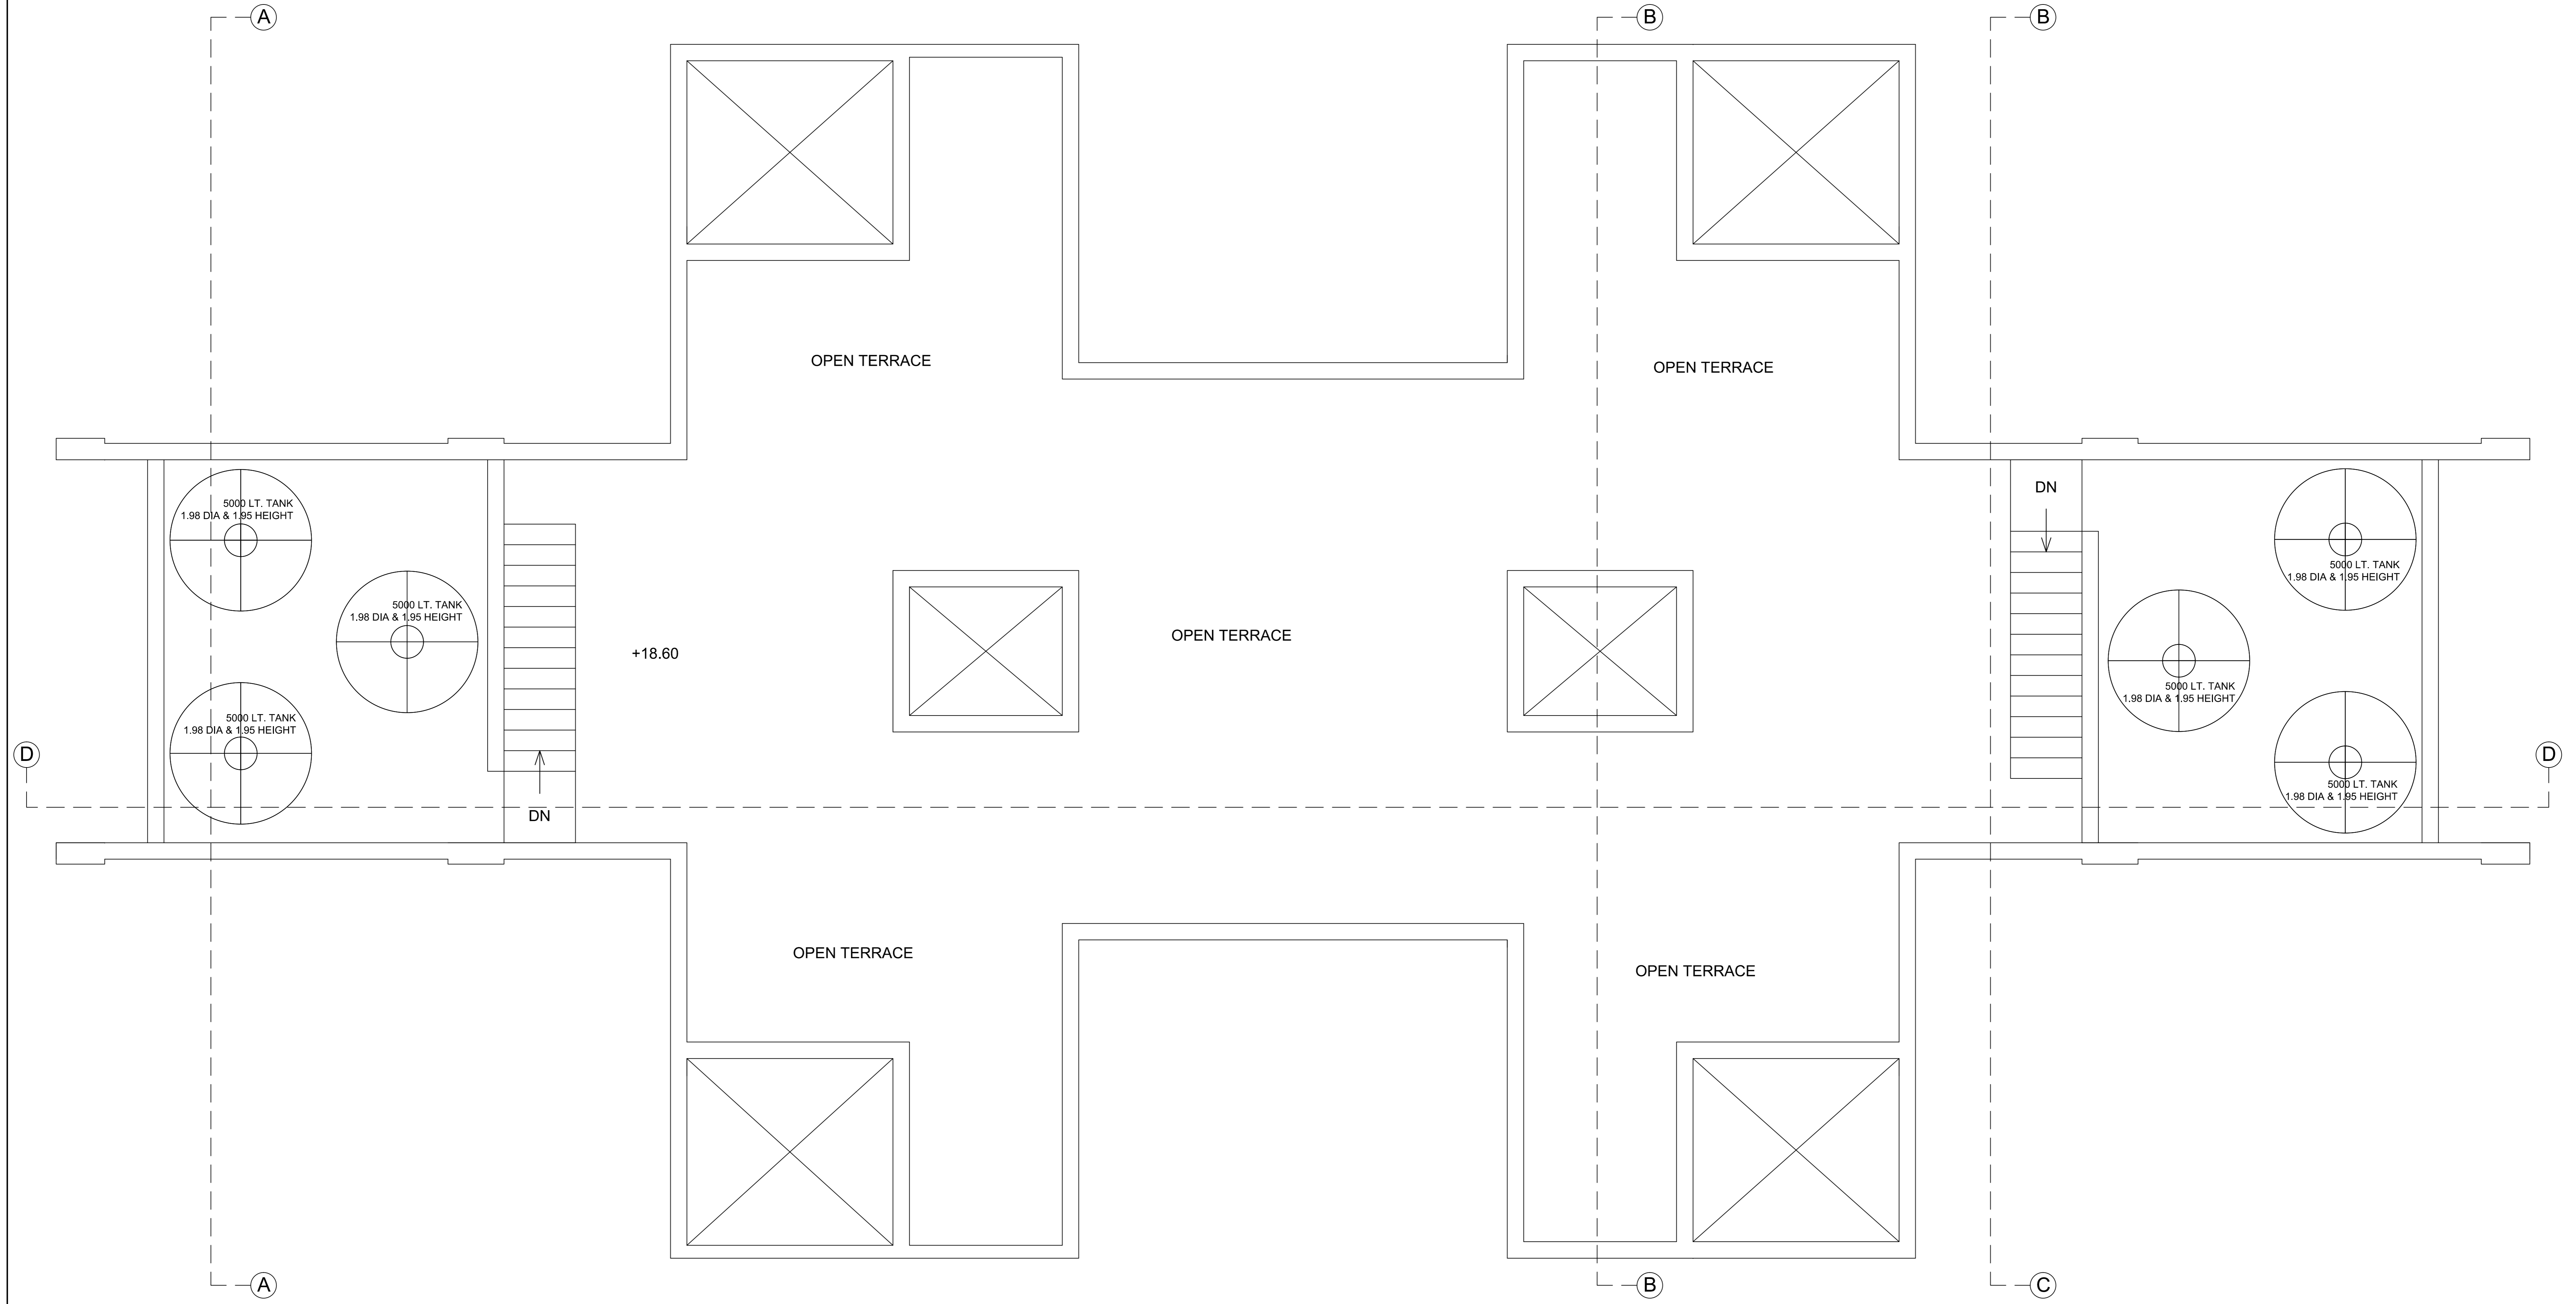 A
B
B
OPEN TERRACE
OPEN TERRACE
5000 LT. TANK
1.98 DIA & 1.95 HEIGHT
DN
5000 LT. TANK
1.98 DIA & 1.95 HEIGHT
5000 LT. TANK
1.98 DIA & 1.95 HEIGHT
OPEN TERRACE
+18.60
5000 LT. TANK
1.98 DIA & 1.95 HEIGHT
5000 LT. TANK
1.98 DIA & 1.95 HEIGHT
D
D
5000 LT. TANK
1.98 DIA & 1.95 HEIGHT
DN
OPEN TERRACE
OPEN TERRACE
A
B
C